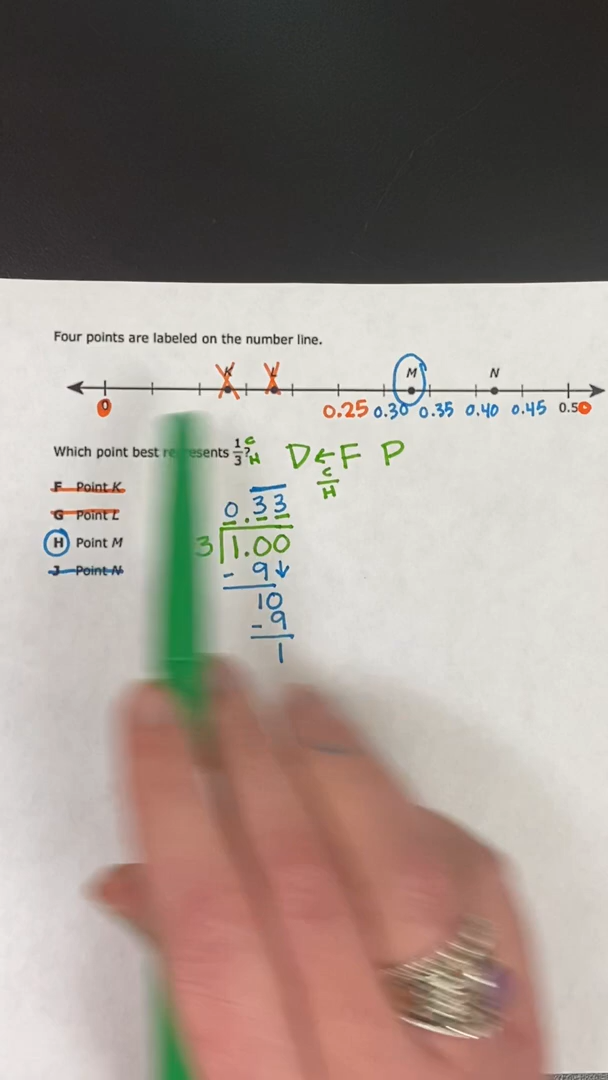 Four points are labeled on the number line.
K L M N
0 0.25 0.30 0.35 0.40 0.45 0.50
Which point best represents 1/3? C H D ← F P
C
H
F Point K
G Point L
H Point M
J Point N
0.33
3 1.00
- 9↓
10
- 9
1